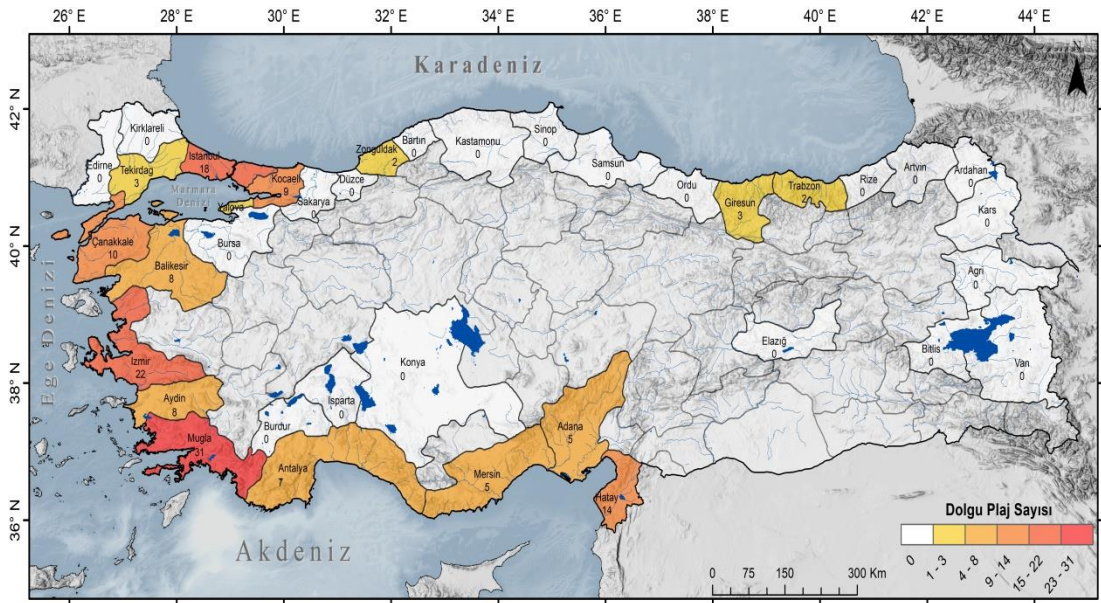 26° E 28° E 30° E 32° E 34° E 36° E 38° E 40° E 42° E 44° E
Karadeniz
N
42° N
Kirklareli
0
Edirne
0
Tekirdag
3
Istanbul
18
Kocaeli
9
Marmara
Denizi
Yalova
Sakarya
0
Düzce
0
Zonguldak
2
Bartın
0
Kastamonu
0
Sinop
0
Samsun
0
Ordu
0
Giresun
3
Trabzon
2
Rize
0
Artvin
0
Ardahan
0
Kars
0
40° N
Çanakkale
10
Balikesir
8
Bursa
0
Agri
0
Ege Denizi
Izmir
22
Konya
0
Elazığ
0
Bitlis
0
Van
0
38° N
Aydin
8
Isparta
0
Burdur
0
Mugla
31
Antalya
7
Mersin
5
Adana
5
Hatay
14
36° N
Akdeniz
Dolgu Plaj Sayısı
0
1 - 3
4 - 8
9 - 14
15 - 22
23 - 31
0 75 150 300 Km